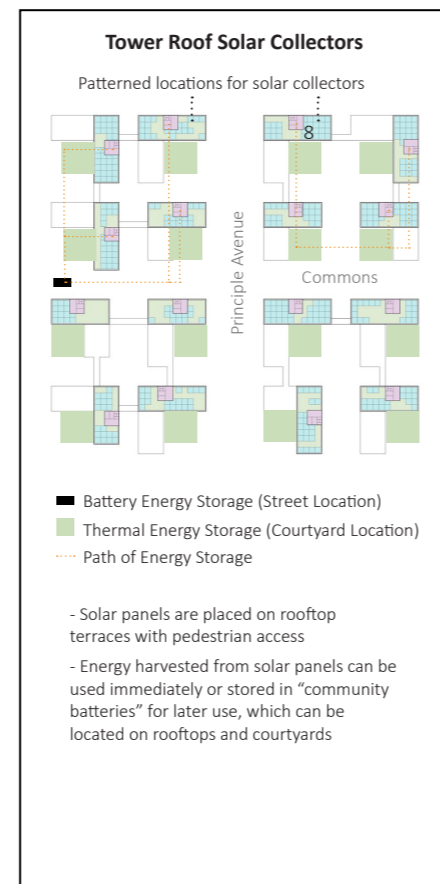 Tower Roof Solar Collectors
Patterned locations for solar collectors
8
Principle Avenue
Commons
Battery Energy Storage (Street Location)
Thermal Energy Storage (Courtyard Location)
Path of Energy Storage
- Solar panels are placed on rooftop
terraces with pedestrian access
- Energy harvested from solar panels can be
used immediately or stored in “community
batteries” for later use, which can be
located on rooftops and courtyards